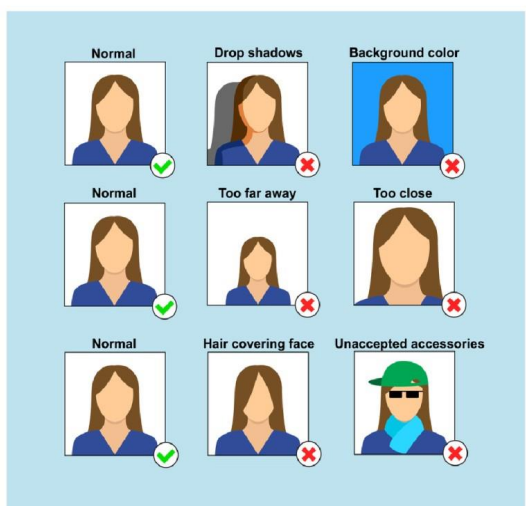 Normal
Drop shadows
Background color
Normal
Too far away
Too close
Normal
Hair covering face
Unaccepted accessories